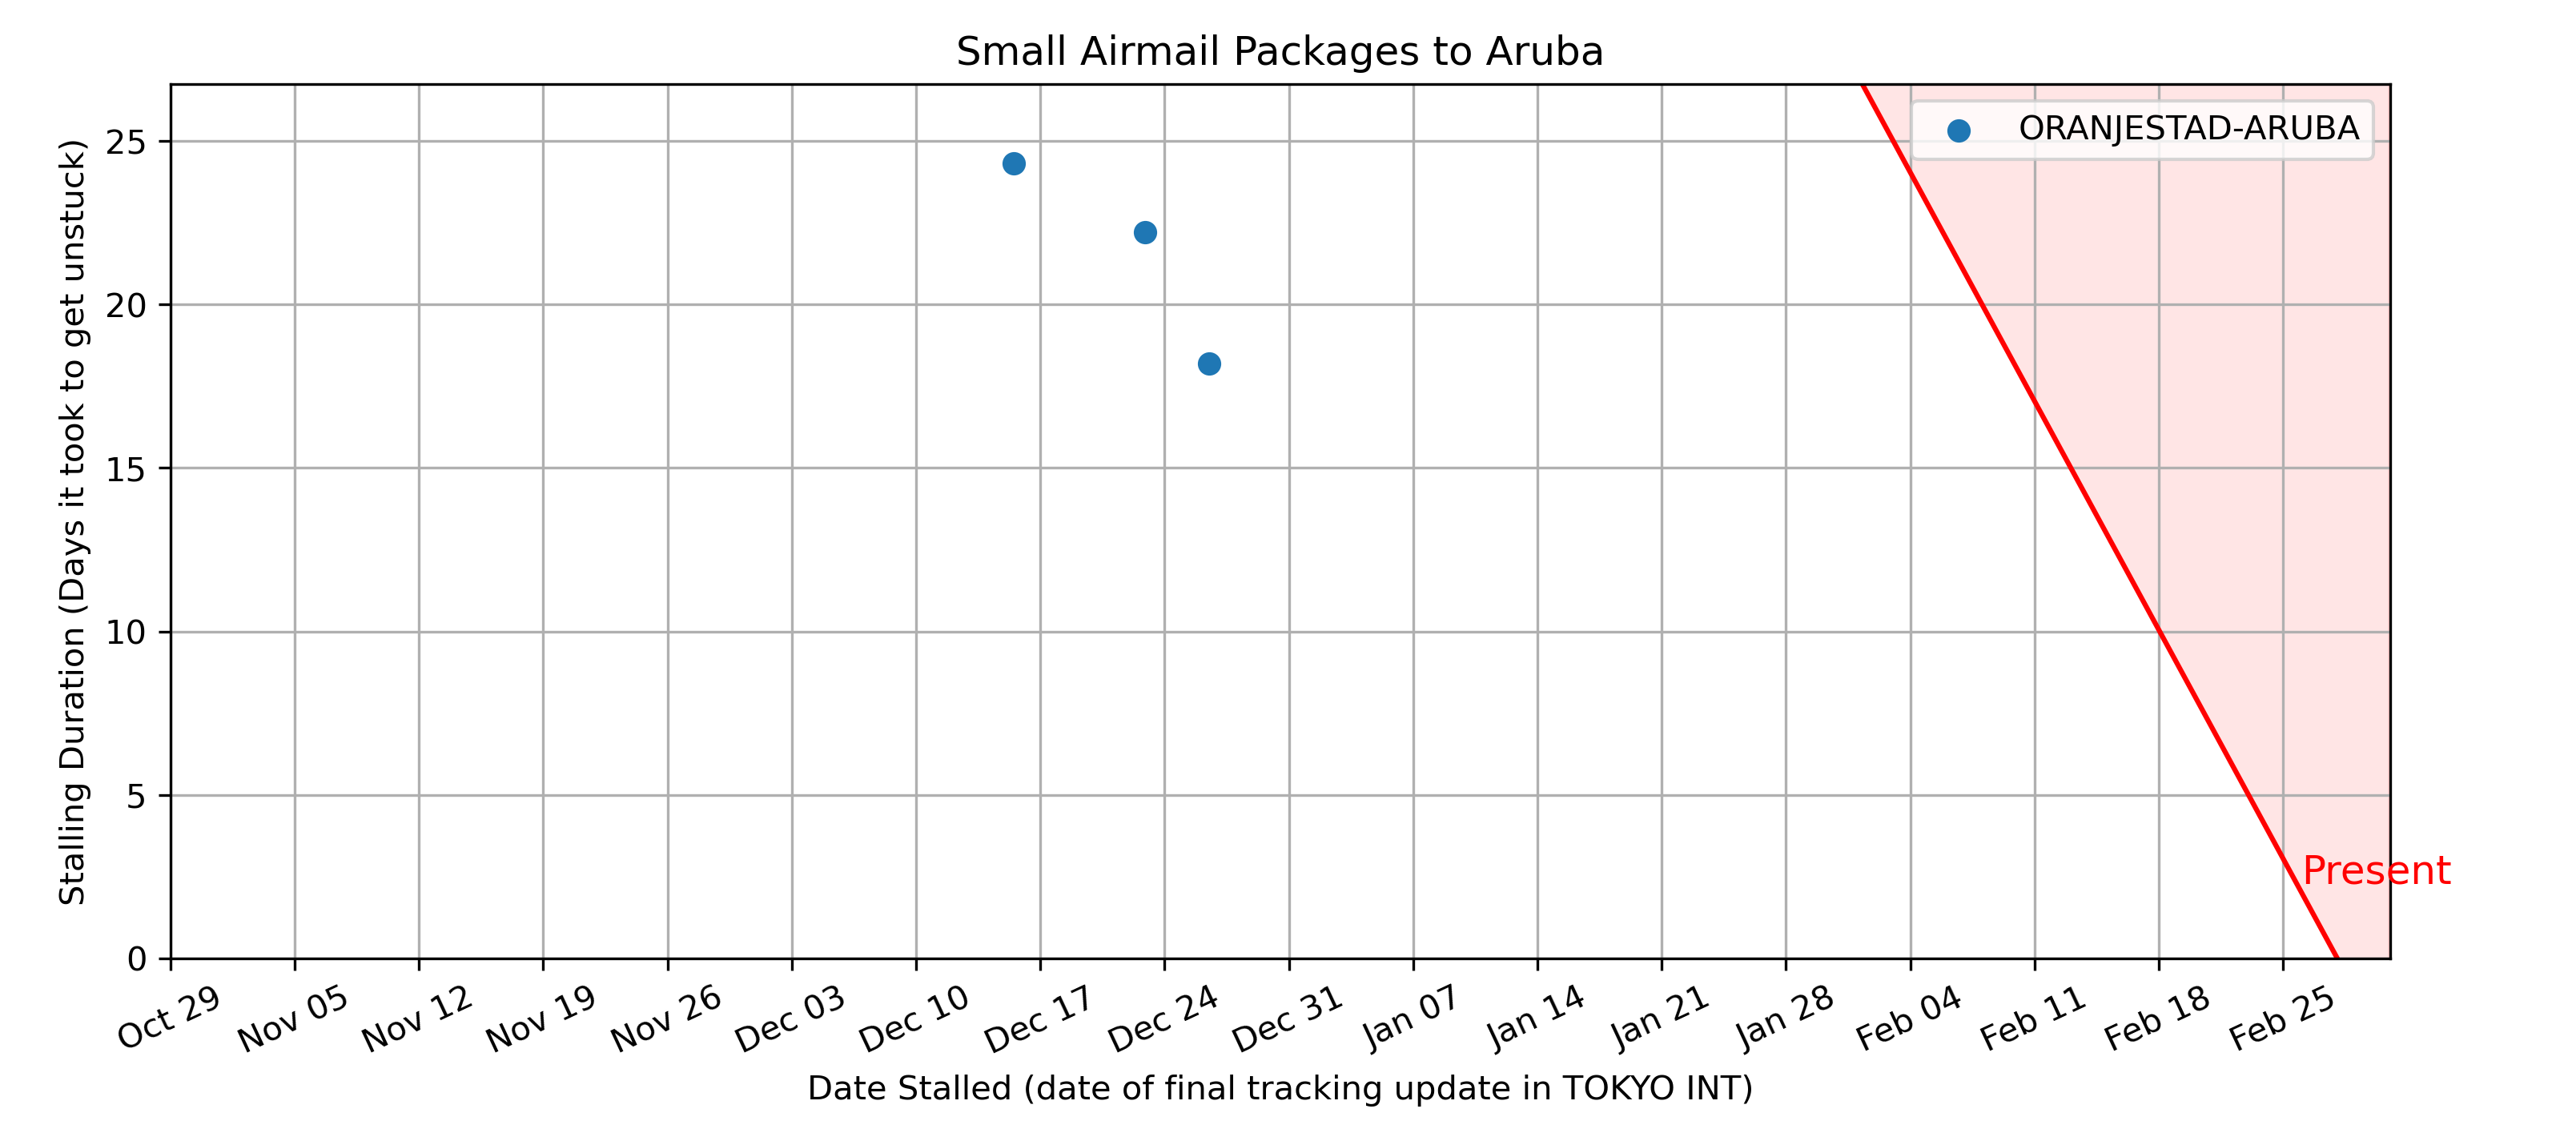 Small Airmail Packages to Aruba
ORANJESTAD-ARUBA
Stalling Duration (Days it took to get unstuck)
25
20
15
10
5
0
Present
Oct 29 Nov 05 Nov 12 Nov 19 Nov 26 Dec 03 Dec 10 Dec 17 Dec 24 Dec 31 Jan 07 Jan 14 Jan 21 Jan 28 Feb 04 Feb 11 Feb 18 Feb 25
Date Stalled (date of final tracking update in TOKYO INT)